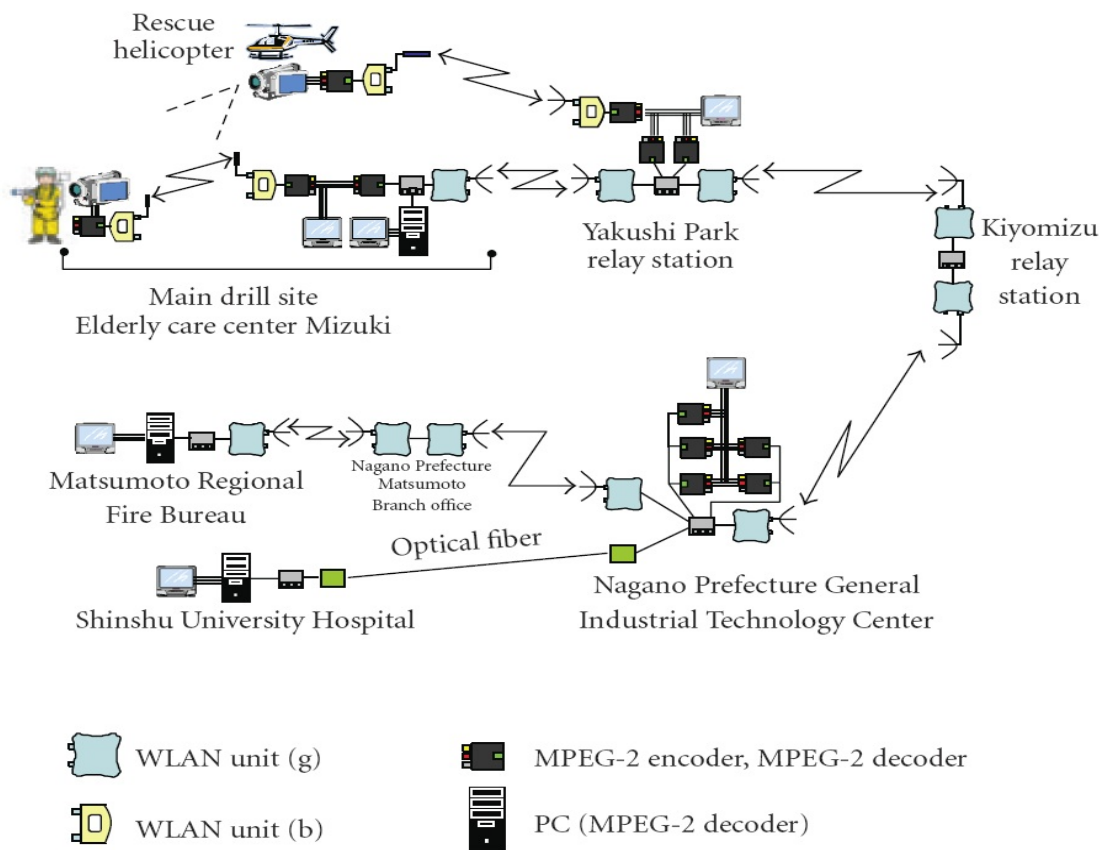 Rescue
helicopter
Yakushi Park
relay station
Kiyomizu
relay
station
Main drill site
Elderly care center Mizuki
Matsumoto Regional
Fire Bureau
Nagano Prefecture
Matsumoto
Branch office
Optical fiber
Shinshu University Hospital
Nagano Prefecture General
Industrial Technology Center
WLAN unit (g)
MPEG-2 encoder, MPEG-2 decoder
WLAN unit (b)
PC (MPEG-2 decoder)